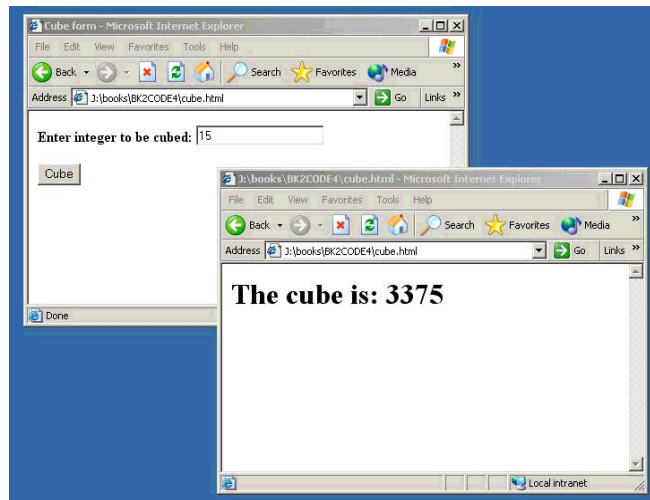 Cube form - Microsoft Internet Explorer
File Edit View Favorites Tools Help
Back Search Favorites Media »
Address J:\books\BK2CODE4\cube.html Go Links »
Enter integer to be cubed: 15
Cube
Done
J:\books\BK2CODE4\cube.html - Microsoft Internet Explorer
File Edit View Favorites Tools Help
Back Search Favorites Media »
Address J:\books\BK2CODE4\cube.html Go Links »
The cube is: 3375
Local intranet